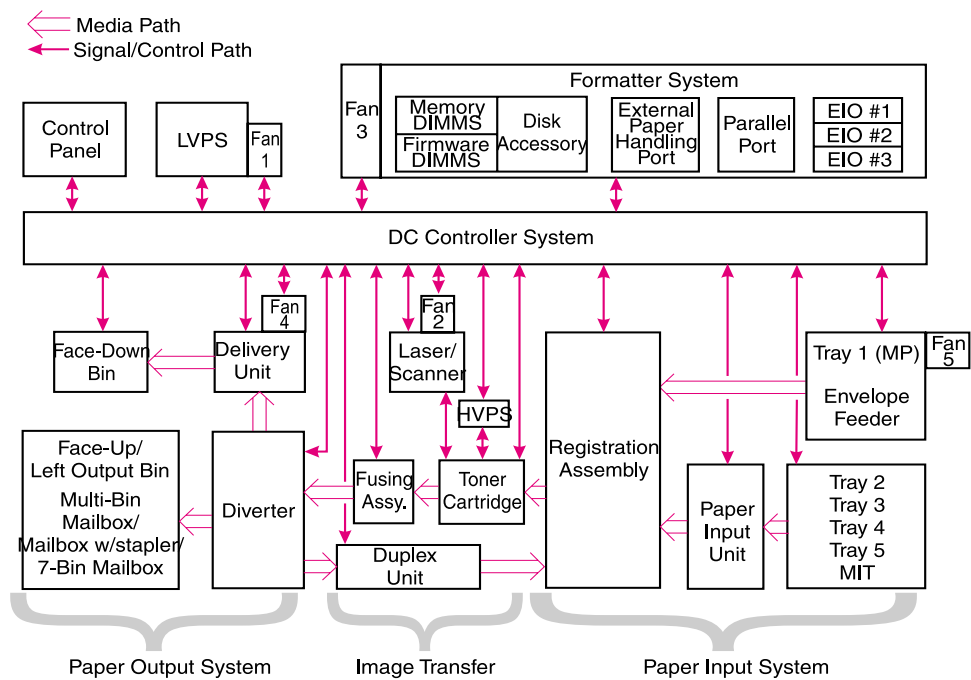 Media Path
Signal/Control Path
Control
Panel
LVPS
Fan
1
Fan
3
Formatter System
Memory
DIMMS
Firmware
DIMMS
Disk
Accessory
External
Paper
Handling
Port
Parallel
Port
EIO #1
EIO #2
EIO #3
DC Controller System
Face-Down
Bin
Delivery
Unit
Fan
4
Laser/
Scanner
Fan
2
HVPS
Registration
Assembly
Tray 1 (MP)
Envelope
Feeder
Fan
5
Face-Up/
Left Output Bin
Multi-Bin
Mailbox/
Mailbox w/stapler/
7-Bin Mailbox
Diverter
Fusing
Assy.
Toner
Cartridge
Duplex
Unit
Paper
Input
Unit
Tray 2
Tray 3
Tray 4
Tray 5
MIT
Paper Output System
Image Transfer
Paper Input System